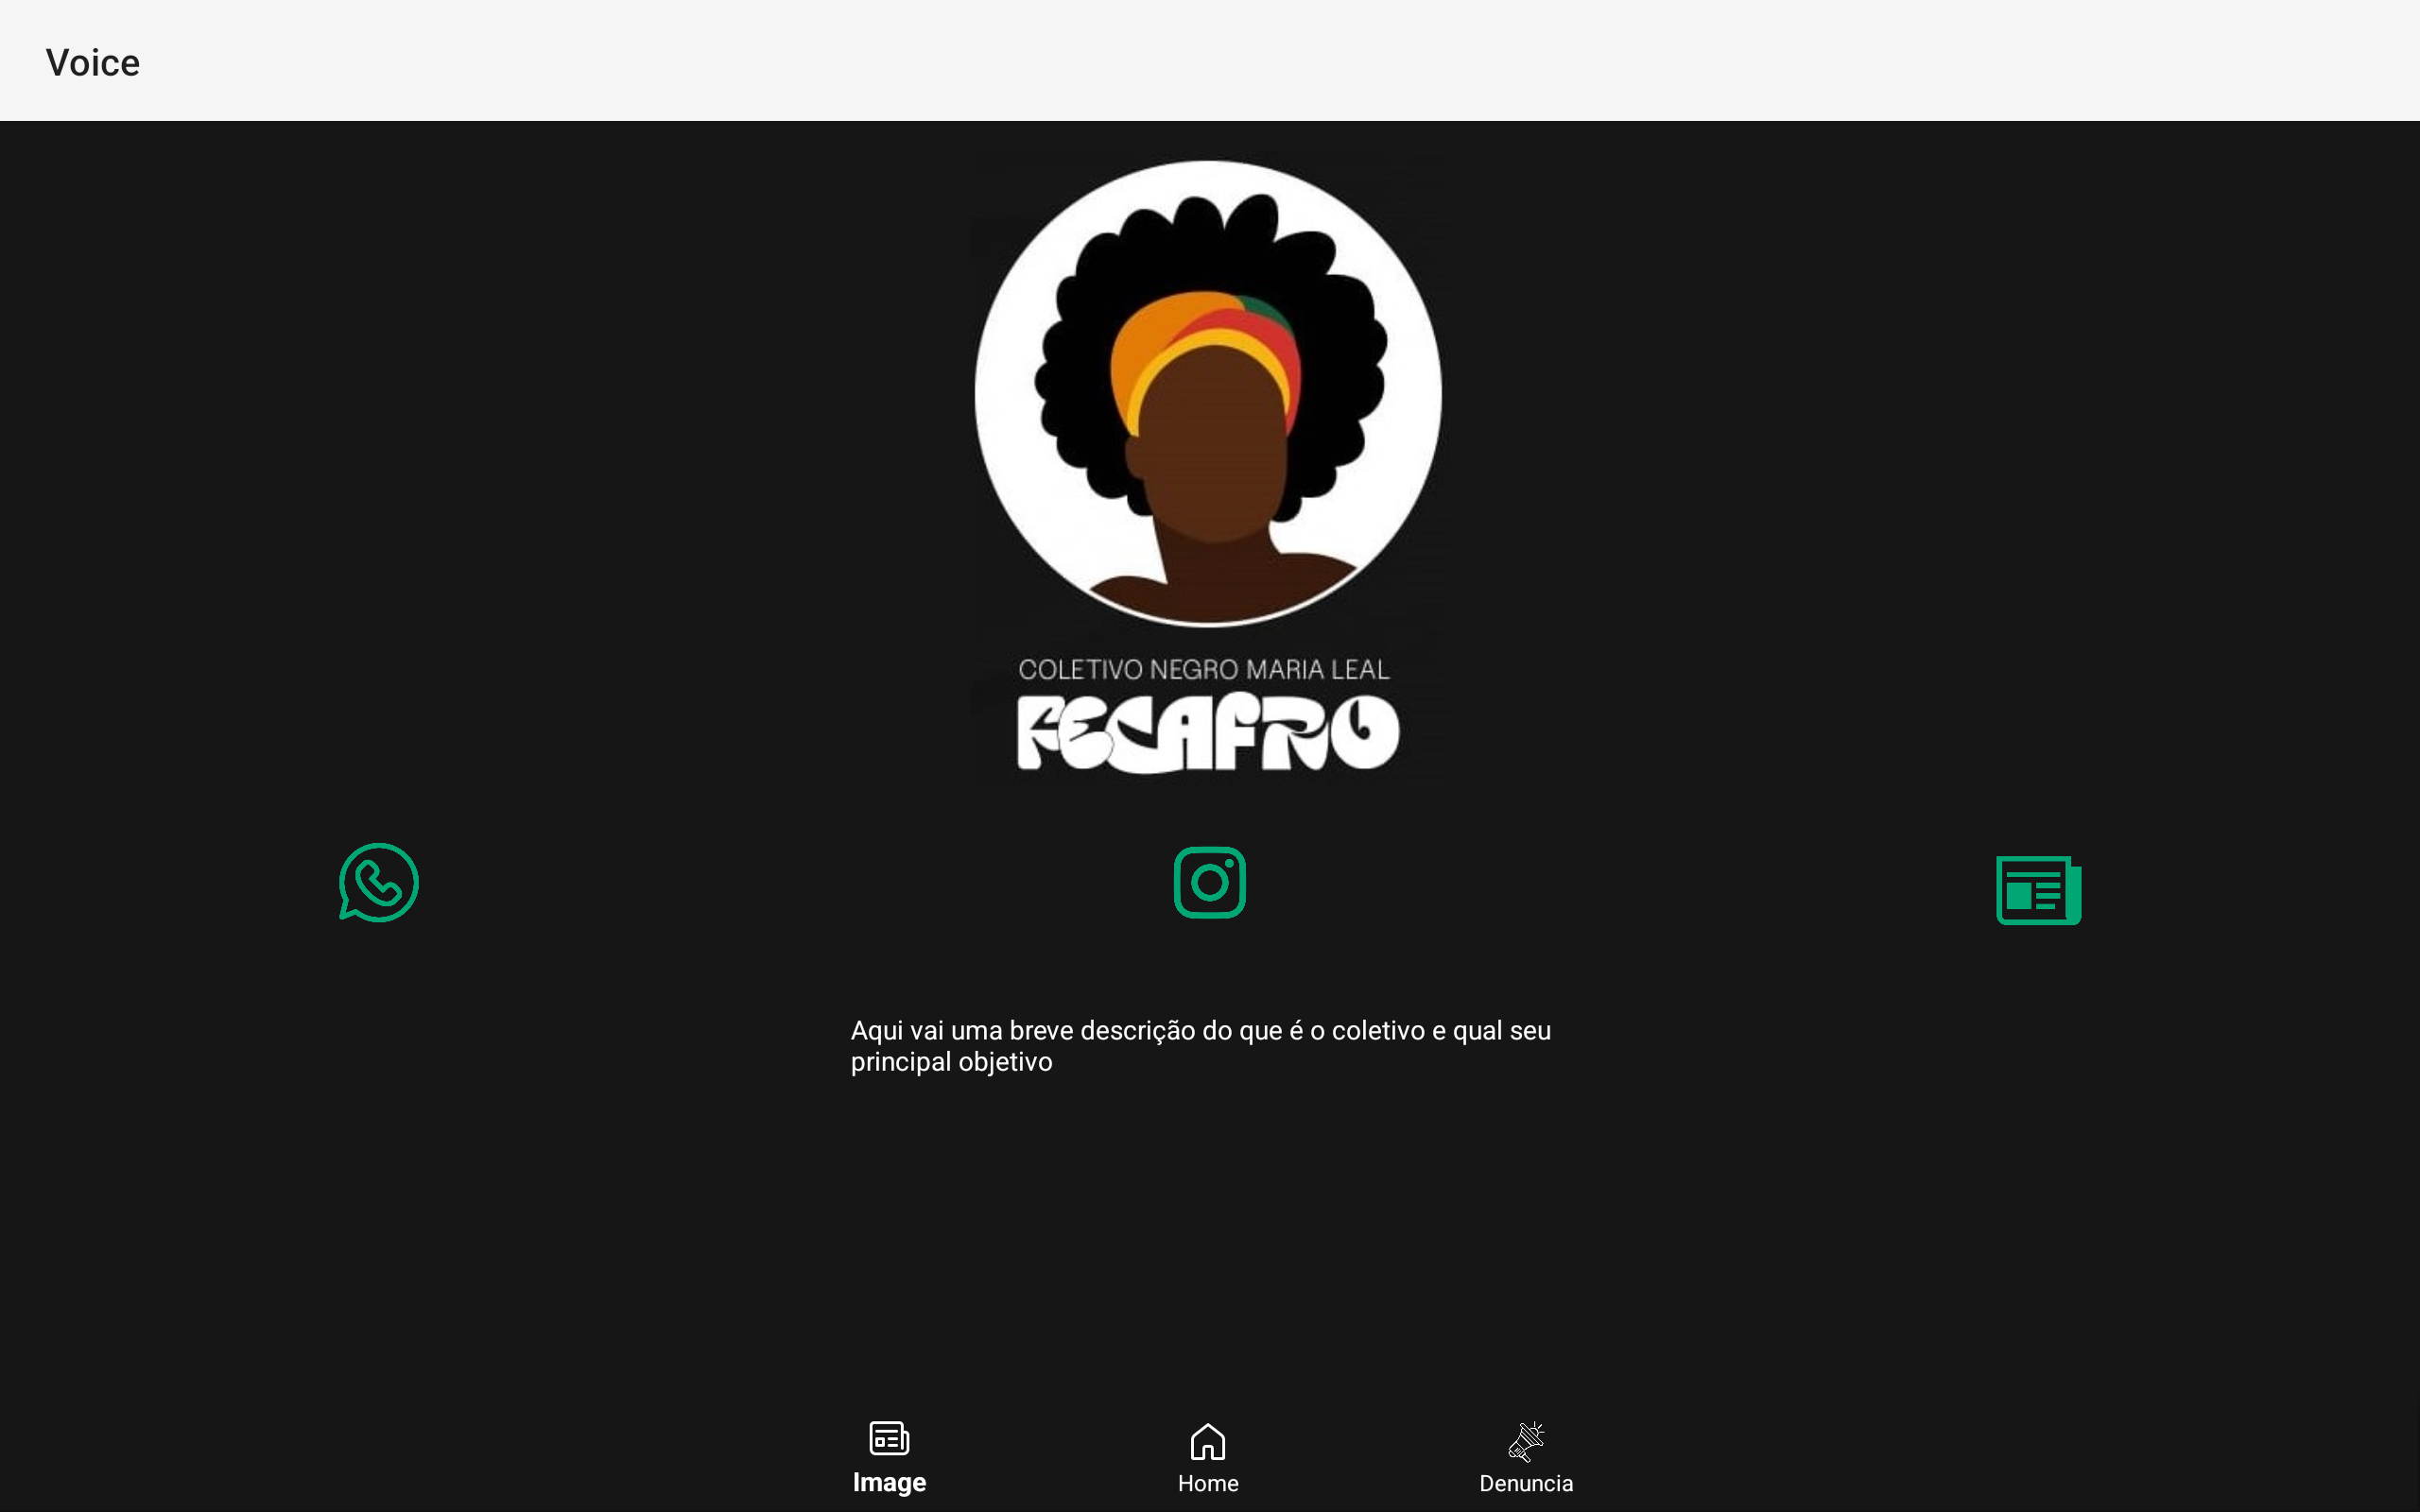 Voice
COLETIVO NEGRO MARIA LEAL
FECAFRO
Aqui vai uma breve descrição do que é o coletivo e qual seu
principal objetivo
Image
Home
Denuncia